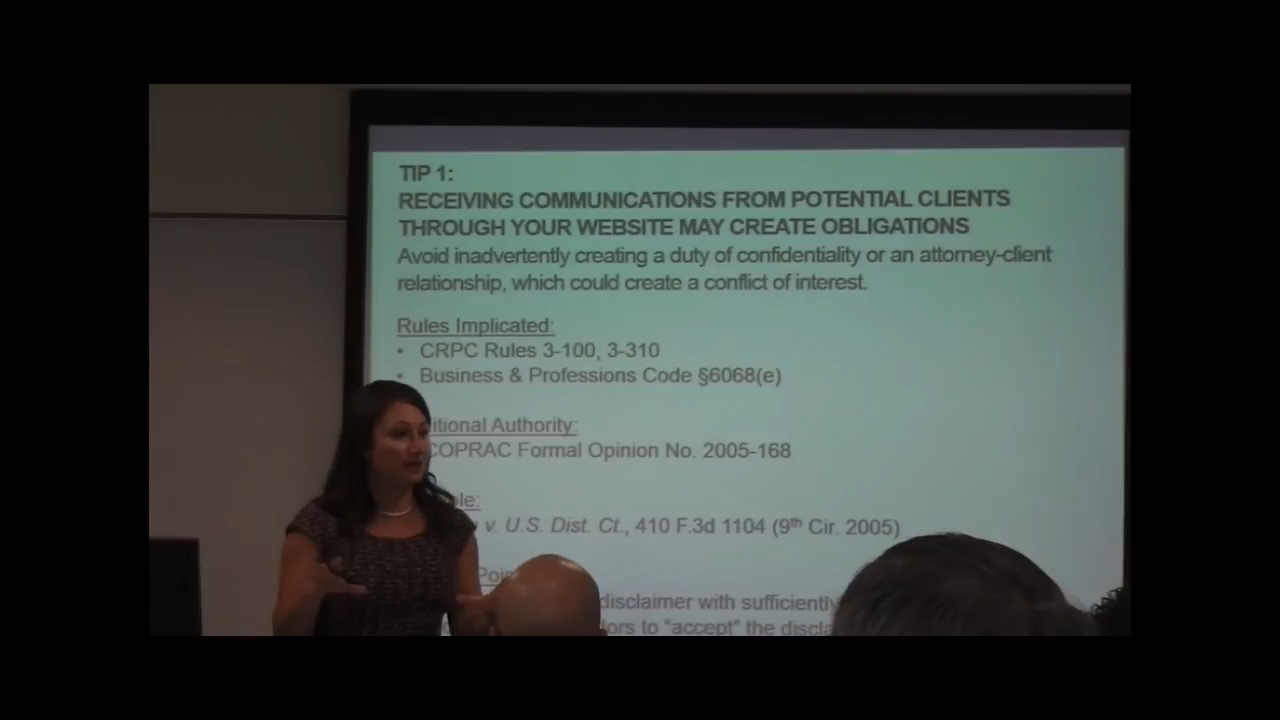 TIP 1:
RECEIVING COMMUNICATIONS FROM POTENTIAL CLIENTS
THROUGH YOUR WEBSITE MAY CREATE OBLIGATIONS
Avoid inadvertently creating a duty of confidentiality or an attorney-client
relationship, which could create a conflict of interest.
Rules Implicated:
• CRPC Rules 3-100, 3-310
• Business & Professions Code §6068(e)
Authority:
COPRAC Formal Opinion No. 2005-168
v. U.S. Dist. Ct., 410 F.3d 1104 (9th Cir. 2005)
disclaimer with sufficiently
to "accept" the